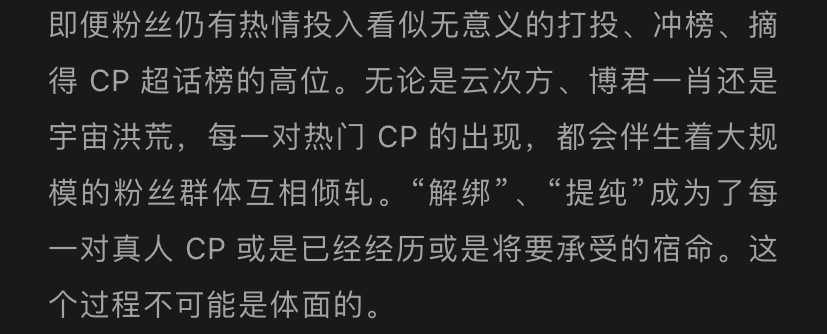 即便粉丝仍有热情投入看似无意义的打投、冲榜、摘
得 CP 超话榜的高位。无论是云次方、博君一肖还是
宇宙洪荒，每一对热门 CP 的出现，都会伴生着大规
模的粉丝群体互相倾轧。“解绑”、“提纯”成为了每
一对真人 CP 或是已经经历或是将要承受的宿命。这
个过程不可能是体面的。